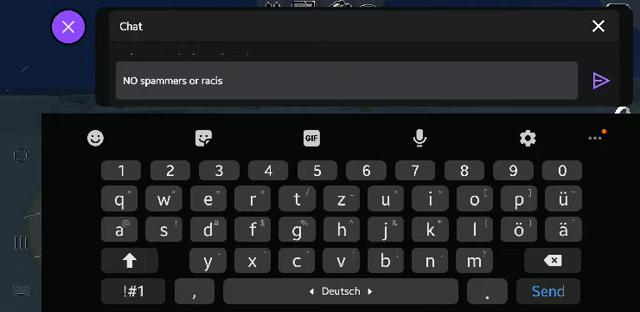 Chat
NO spammers or racis
GIF
1 2 3 4 5 6 7 8 9 0
q w e r t z u i o p ü
a s d f g h j k l ö ä
y x c v b n m
!#1 , Deutsch . Send